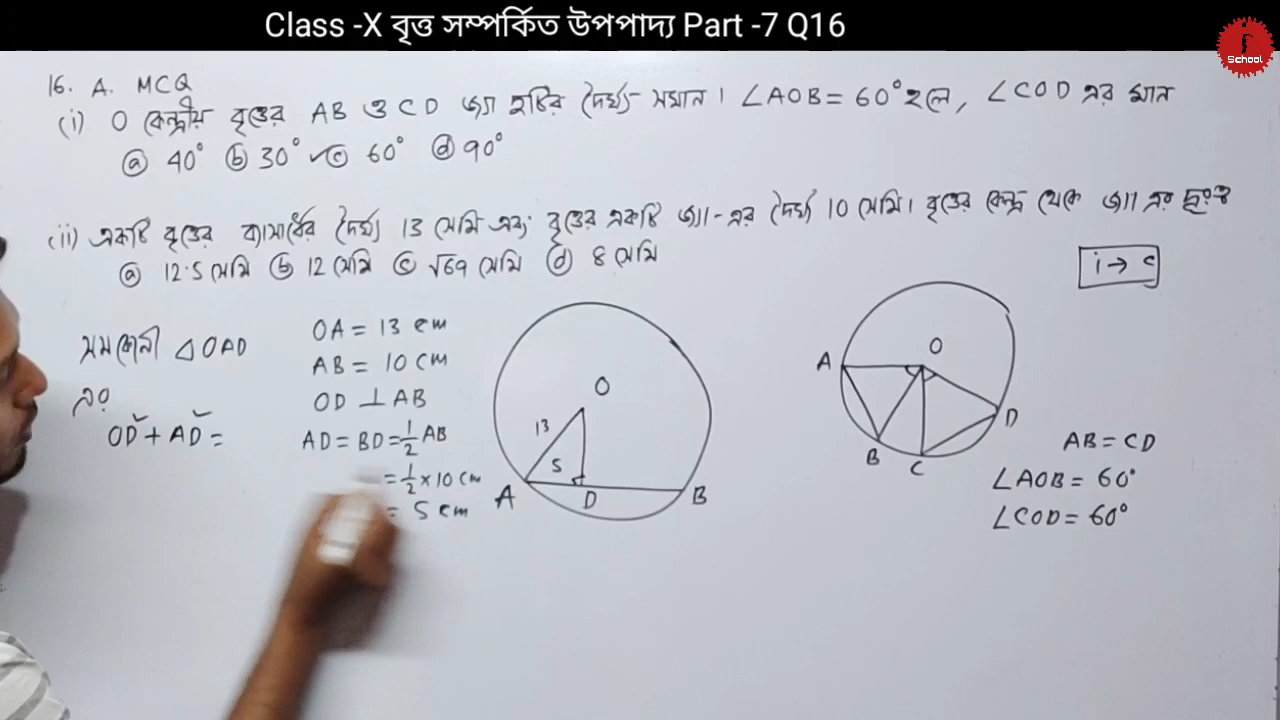 Class -X বৃত্ত সম্পর্কিত উপপাদ্য Part -7 Q16
School
16. A. MCQ
(i) O কেন্দ্রীয় বৃত্তের AB ও CD জ্যা দুটির দৈর্ঘ্য সমান। ∠AOB = 60° হলে, ∠COD এর মান
ⓐ 40° ⓑ 30° ✓ⓒ 60° ⓓ 90°
(ii) একটি বৃত্তের ব্যাসার্ধের দৈর্ঘ্য 13 সেমি এবং বৃত্তের একটি জ্যা-এর দৈর্ঘ্য 10 সেমি। বৃত্তের কেন্দ্র থেকে জ্যা এর দূরত্ব
ⓐ 12.5 সেমি ⓑ 12 সেমি ⓒ √69 সেমি ⓓ 8 সেমি
i → c
সমকোনী △OAD
এর
OD² + AD² =
OA = 13 cm
AB = 10 cm
OD ⊥ AB
AD = BD = 1/2 AB
= 1/2 × 10 cm
= 5 cm
O
13
5
A
D
B
O
A
B
C
D
AB = CD
∠AOB = 60°
∠COD = 60°